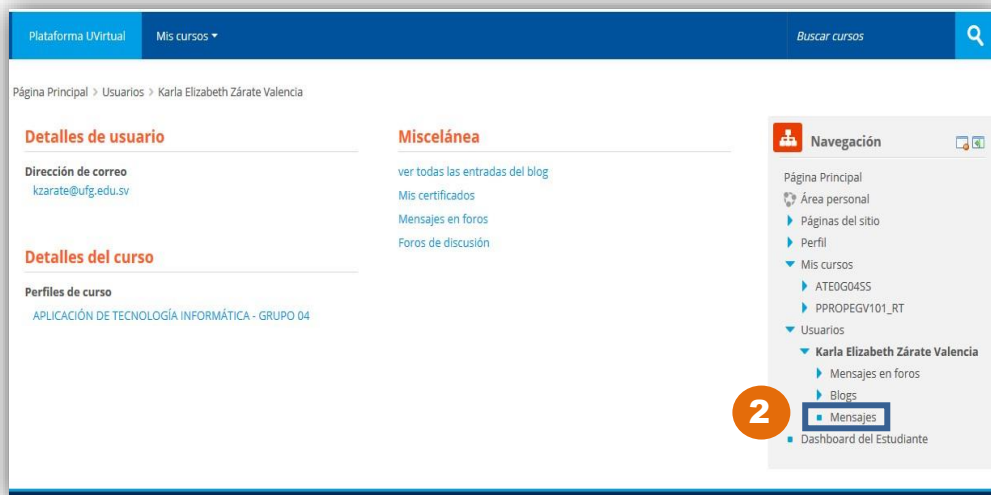 Plataforma UVirtual
Mis cursos
Buscar cursos
Página Principal > Usuarios > Karla Elizabeth Zárate Valencia
Detalles de usuario
Dirección de correo
kzarate@ufg.edu.sv
Detalles del curso
Perfiles de curso
APLICACIÓN DE TECNOLOGÍA INFORMÁTICA - GRUPO 04
Miscelánea
ver todas las entradas del blog
Mis certificados
Mensajes en foros
Foros de discusión
Navegación
Página Principal
Área personal
Páginas del sitio
Perfil
Mis cursos
ATE0G04SS
PPROPEGV101_RT
Usuarios
Karla Elizabeth Zárate Valencia
Mensajes en foros
Blogs
2
Mensajes
Dashboard del Estudiante